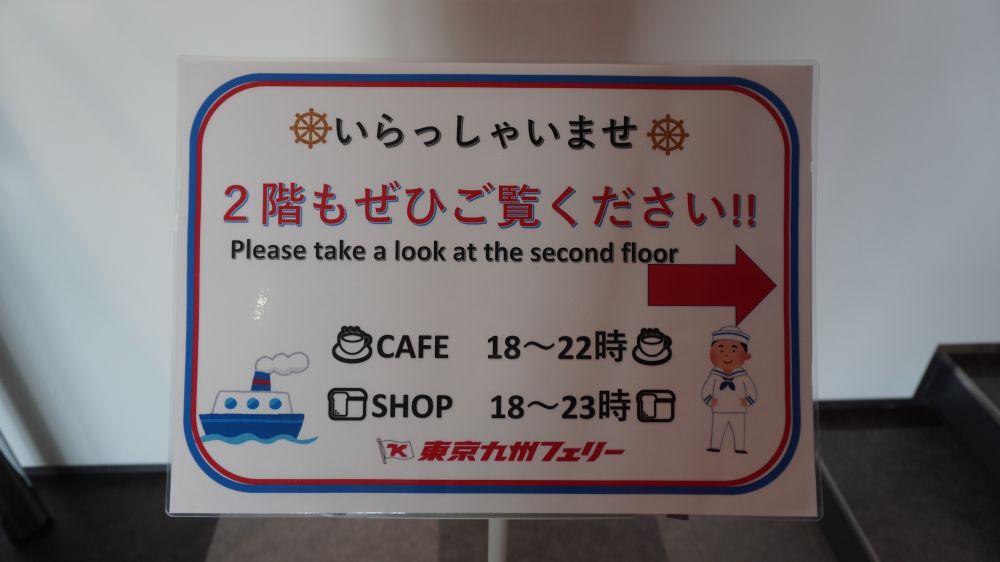 いらっしゃいませ
２階もぜひご覧ください!!
Please take a look at the second floor
CAFE 18～22時
SHOP 18～23時
K 東京九州フェリー